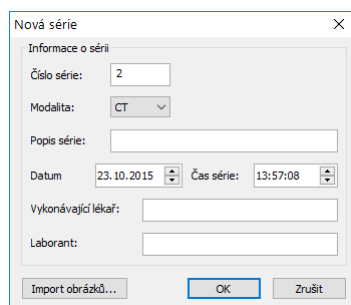 Nová série
Informace o sérii
Číslo série: 2
Modalita: CT
Popis série:
Datum 23.10.2015 Čas série: 13:57:08
Vykonávající lékař:
Laborant:
Import obrázků... OK Zrušit